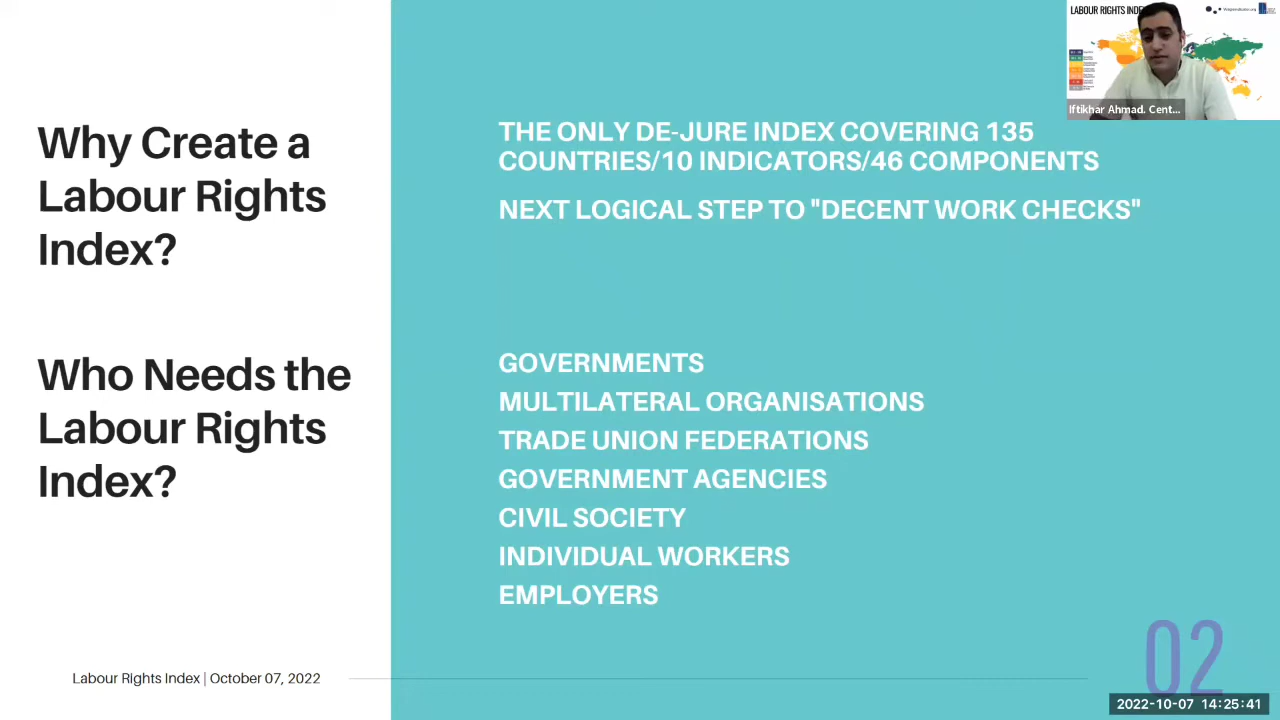 Why Create a
Labour Rights
Index?
THE ONLY DE-JURE INDEX COVERING 135
COUNTRIES/10 INDICATORS/46 COMPONENTS
NEXT LOGICAL STEP TO "DECENT WORK CHECKS"
Who Needs the
Labour Rights
Index?
GOVERNMENTS
MULTILATERAL ORGANISATIONS
TRADE UNION FEDERATIONS
GOVERNMENT AGENCIES
CIVIL SOCIETY
INDIVIDUAL WORKERS
EMPLOYERS
Labour Rights Index | October 07, 2022
02
LABOUR RIGHTS
Iftikhar Ahmad. Cent...
2022-10-07 14:25:41